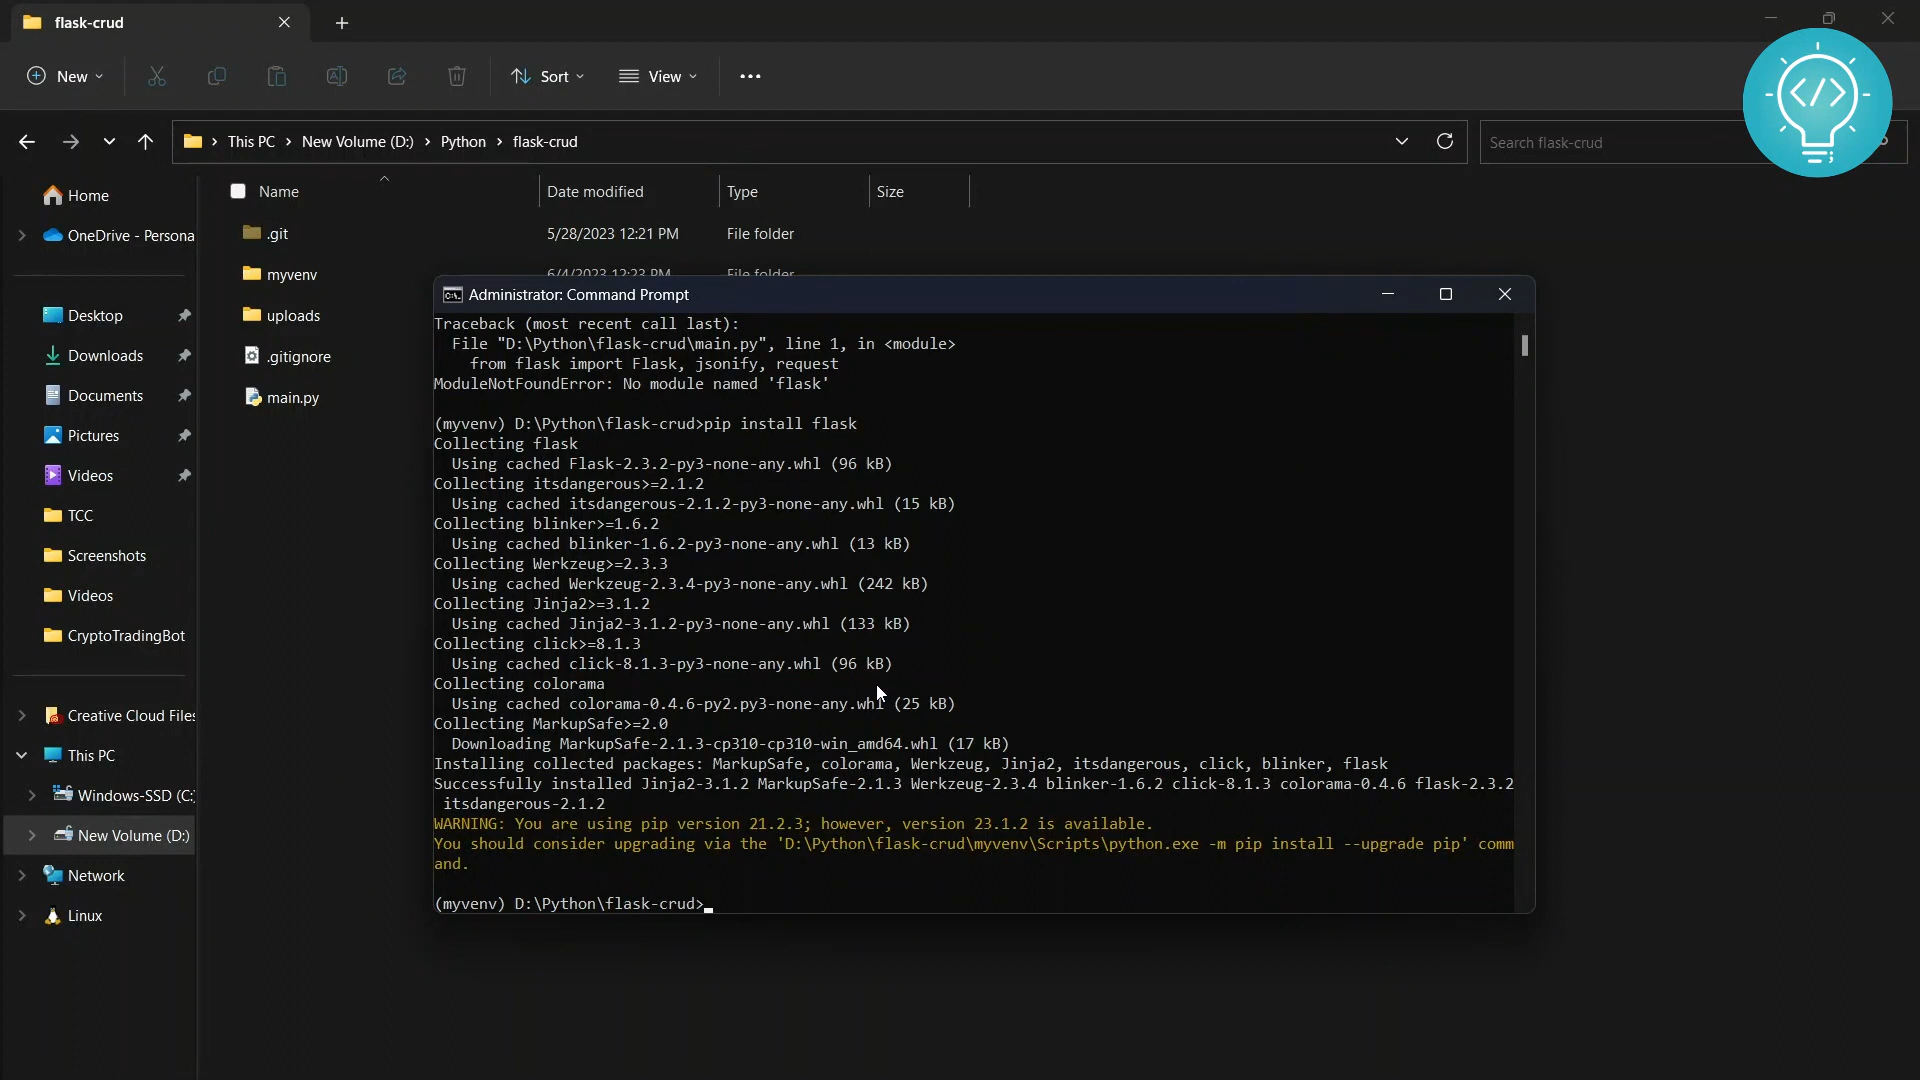 flask-crud
New
Sort
View
This PC > New Volume (D:) > Python > flask-crud
Search flask-crud
Home
OneDrive - Persona
Desktop
Downloads
Documents
Pictures
Videos
TCC
Screenshots
Videos
CryptoTradingBot
Creative Cloud Files
This PC
Windows-SSD (C:
New Volume (D:)
Network
Linux
Name Date modified Type Size
.git 5/28/2023 12:21 PM File folder
myvenv 6/4/2023 12:23 PM File folder
uploads
.gitignore
main.py
Administrator: Command Prompt
Traceback (most recent call last):
File "D:\Python\flask-crud\main.py", line 1, in <module>
from flask import Flask, jsonify, request
ModuleNotFoundError: No module named 'flask'
(myvenv) D:\Python\flask-crud>pip install flask
Collecting flask
Using cached Flask-2.3.2-py3-none-any.whl (96 kB)
Collecting itsdangerous>=2.1.2
Using cached itsdangerous-2.1.2-py3-none-any.whl (15 kB)
Collecting blinker>=1.6.2
Using cached blinker-1.6.2-py3-none-any.whl (13 kB)
Collecting Werkzeug>=2.3.3
Using cached Werkzeug-2.3.4-py3-none-any.whl (242 kB)
Collecting Jinja2>=3.1.2
Using cached Jinja2-3.1.2-py3-none-any.whl (133 kB)
Collecting click>=8.1.3
Using cached click-8.1.3-py3-none-any.whl (96 kB)
Collecting colorama
Using cached colorama-0.4.6-py2.py3-none-any.whl (25 kB)
Collecting MarkupSafe>=2.0
Downloading MarkupSafe-2.1.3-cp310-cp310-win_amd64.whl (17 kB)
Installing collected packages: MarkupSafe, colorama, Werkzeug, Jinja2, itsdangerous, click, blinker, flask
Successfully installed Jinja2-3.1.2 MarkupSafe-2.1.3 Werkzeug-2.3.4 blinker-1.6.2 click-8.1.3 colorama-0.4.6 flask-2.3.2
itsdangerous-2.1.2
WARNING: You are using pip version 21.2.3; however, version 23.1.2 is available.
You should consider upgrading via the 'D:\Python\flask-crud\myvenv\Scripts\python.exe -m pip install --upgrade pip' comm
and.
(myvenv) D:\Python\flask-crud>